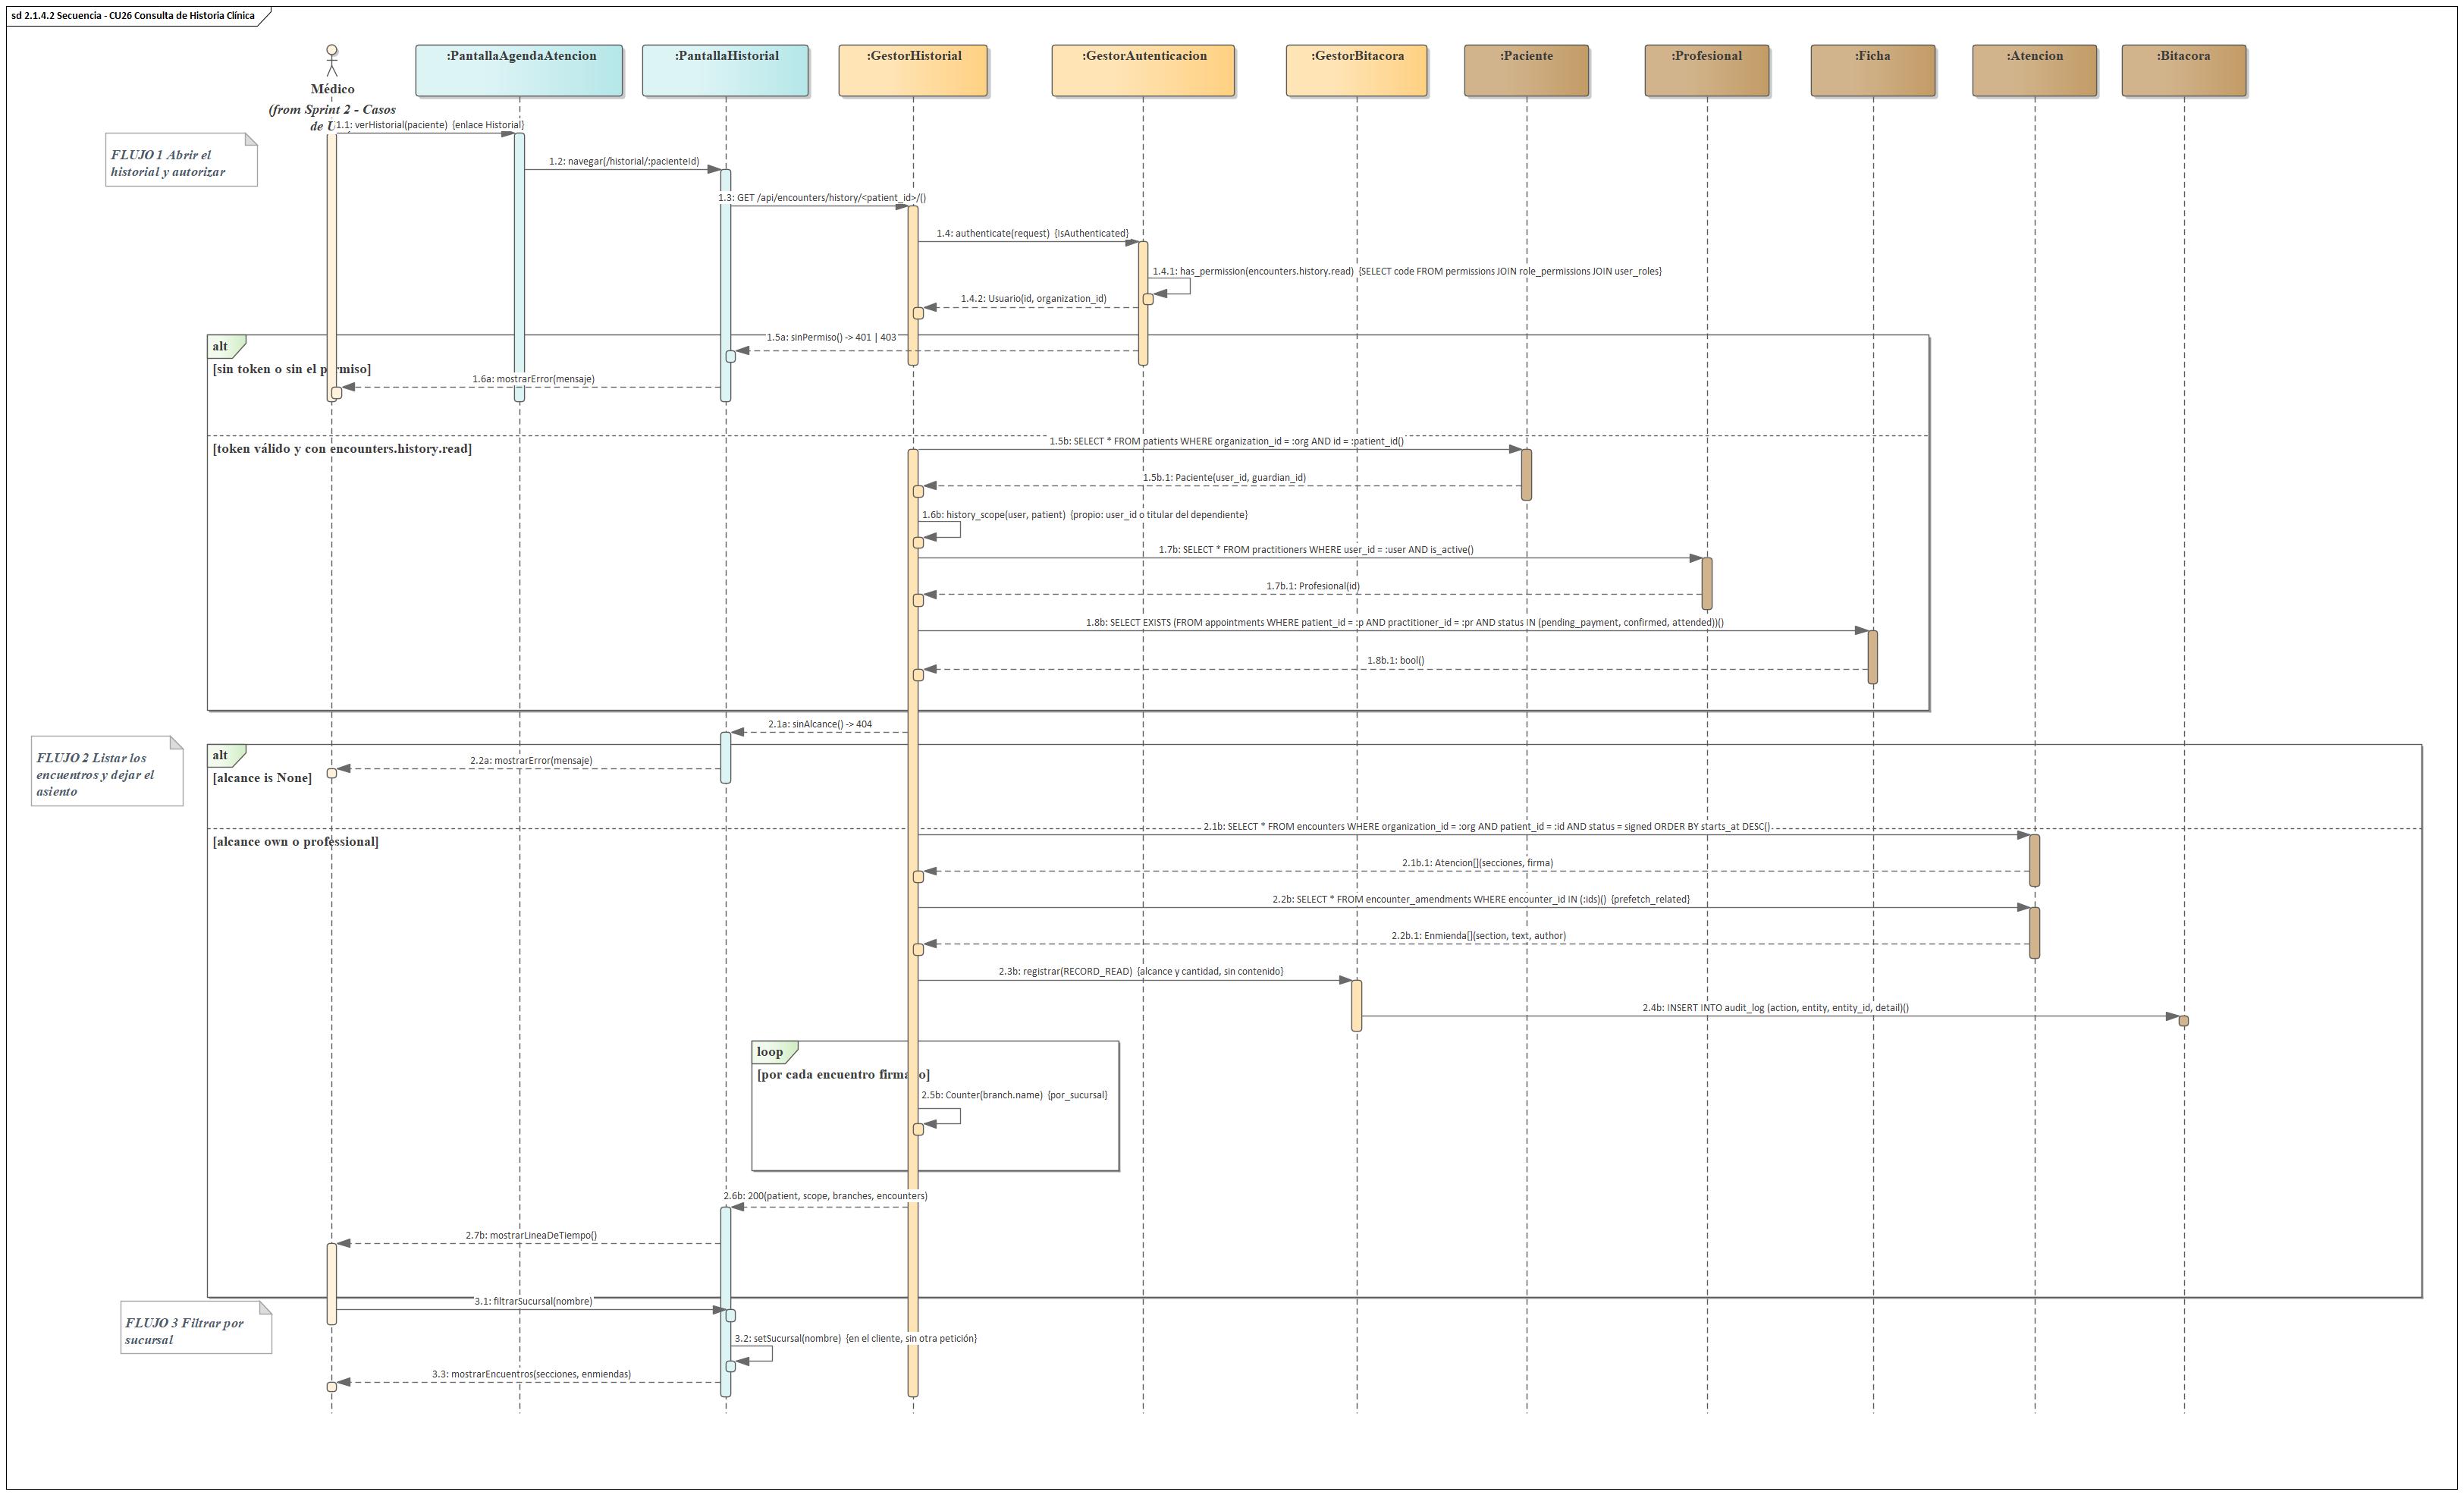 sd 2.1.4.2 Secuencia - CU26 Consulta de Historia Clínica
:PantallaAgendaAtencion
:PantallaHistorial
:GestorHistorial
:GestorAutenticacion
:GestorBitacora
:Paciente
:Profesional
:Ficha
:Atencion
:Bitacora
Médico
(from Sprint 2 - Casos
de U
1.1: verHistorial(paciente) {enlace Historial}
FLUJO 1 Abrir el
historial y autorizar
1.2: navegar(/historial/:pacienteId)
1.3: GET /api/encounters/history/<patient_id>/()
1.4: authenticate(request) {IsAuthenticated}
1.4.1: has_permission(encounters.history.read) {SELECT code FROM permissions JOIN role_permissions JOIN user_roles}
1.4.2: Usuario(id, organization_id)
alt
1.5a: sinPermiso() -> 401 | 403
[sin token o sin el permiso]
1.6a: mostrarError(mensaje)
[token válido y con encounters.history.read]
1.5b: SELECT * FROM patients WHERE organization_id = :org AND id = :patient_id()
1.5b.1: Paciente(user_id, guardian_id)
1.6b: history_scope(user, patient) {propio: user_id o titular del dependiente}
1.7b: SELECT * FROM practitioners WHERE user_id = :user AND is_active()
1.7b.1: Profesional(id)
1.8b: SELECT EXISTS (FROM appointments WHERE patient_id = :p AND practitioner_id = :pr AND status IN (pending_payment, confirmed, attended))()
1.8b.1: bool()
2.1a: sinAlcance() -> 404
FLUJO 2 Listar los
encuentros y dejar el
asiento
alt
2.2a: mostrarError(mensaje)
[alcance is None]
2.1b: SELECT * FROM encounters WHERE organization_id = :org AND patient_id = :id AND status = signed ORDER BY starts_at DESC()
[alcance own o professional]
2.1b.1: Atencion[](secciones, firma)
2.2b: SELECT * FROM encounter_amendments WHERE encounter_id IN (:ids)() {prefetch_related}
2.2b.1: Enmienda[](section, text, author)
2.3b: registrar(RECORD_READ) {alcance y cantidad, sin contenido}
2.4b: INSERT INTO audit_log (action, entity, entity_id, detail)()
loop
[por cada encuentro firmado]
2.5b: Counter(branch.name) {por_sucursal}
2.6b: 200(patient, scope, branches, encounters)
2.7b: mostrarLineaDeTiempo()
3.1: filtrarSucursal(nombre)
FLUJO 3 Filtrar por
sucursal
3.2: setSucursal(nombre) {en el cliente, sin otra petición}
3.3: mostrarEncuentros(secciones, enmiendas)